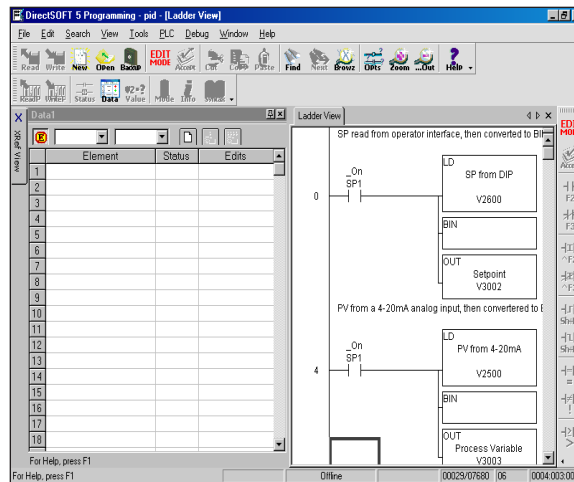 DirectSOFT 5 Programming - pid - [Ladder View]
File Edit Search View Tools PLC Debug Window Help
Read Write New Open Backup EDIT MODE Accept Cut Copy Paste Find Next Browz Opts Zoom ...Out Help
ReadP WriteP Status Data Value Mode Info Syntax
X Data1
XRef View
Element Status Edits
1
2
3
4
5
6
7
8
9
10
11
12
13
14
15
16
17
18
For Help, press F1
Ladder View
SP read from operator interface, then converted to BIN
0
_On
SP1
LD
SP from DIP
V2600
BIN
OUT
Setpoint
V3002
PV from a 4-20mA analog input, then convertered to
4
_On
SP1
LD
PV from 4-20mA
V2500
BIN
OUT
Process Variable
V3003
For Help, press F1 Offline 00029/07680 06 0004:003:00